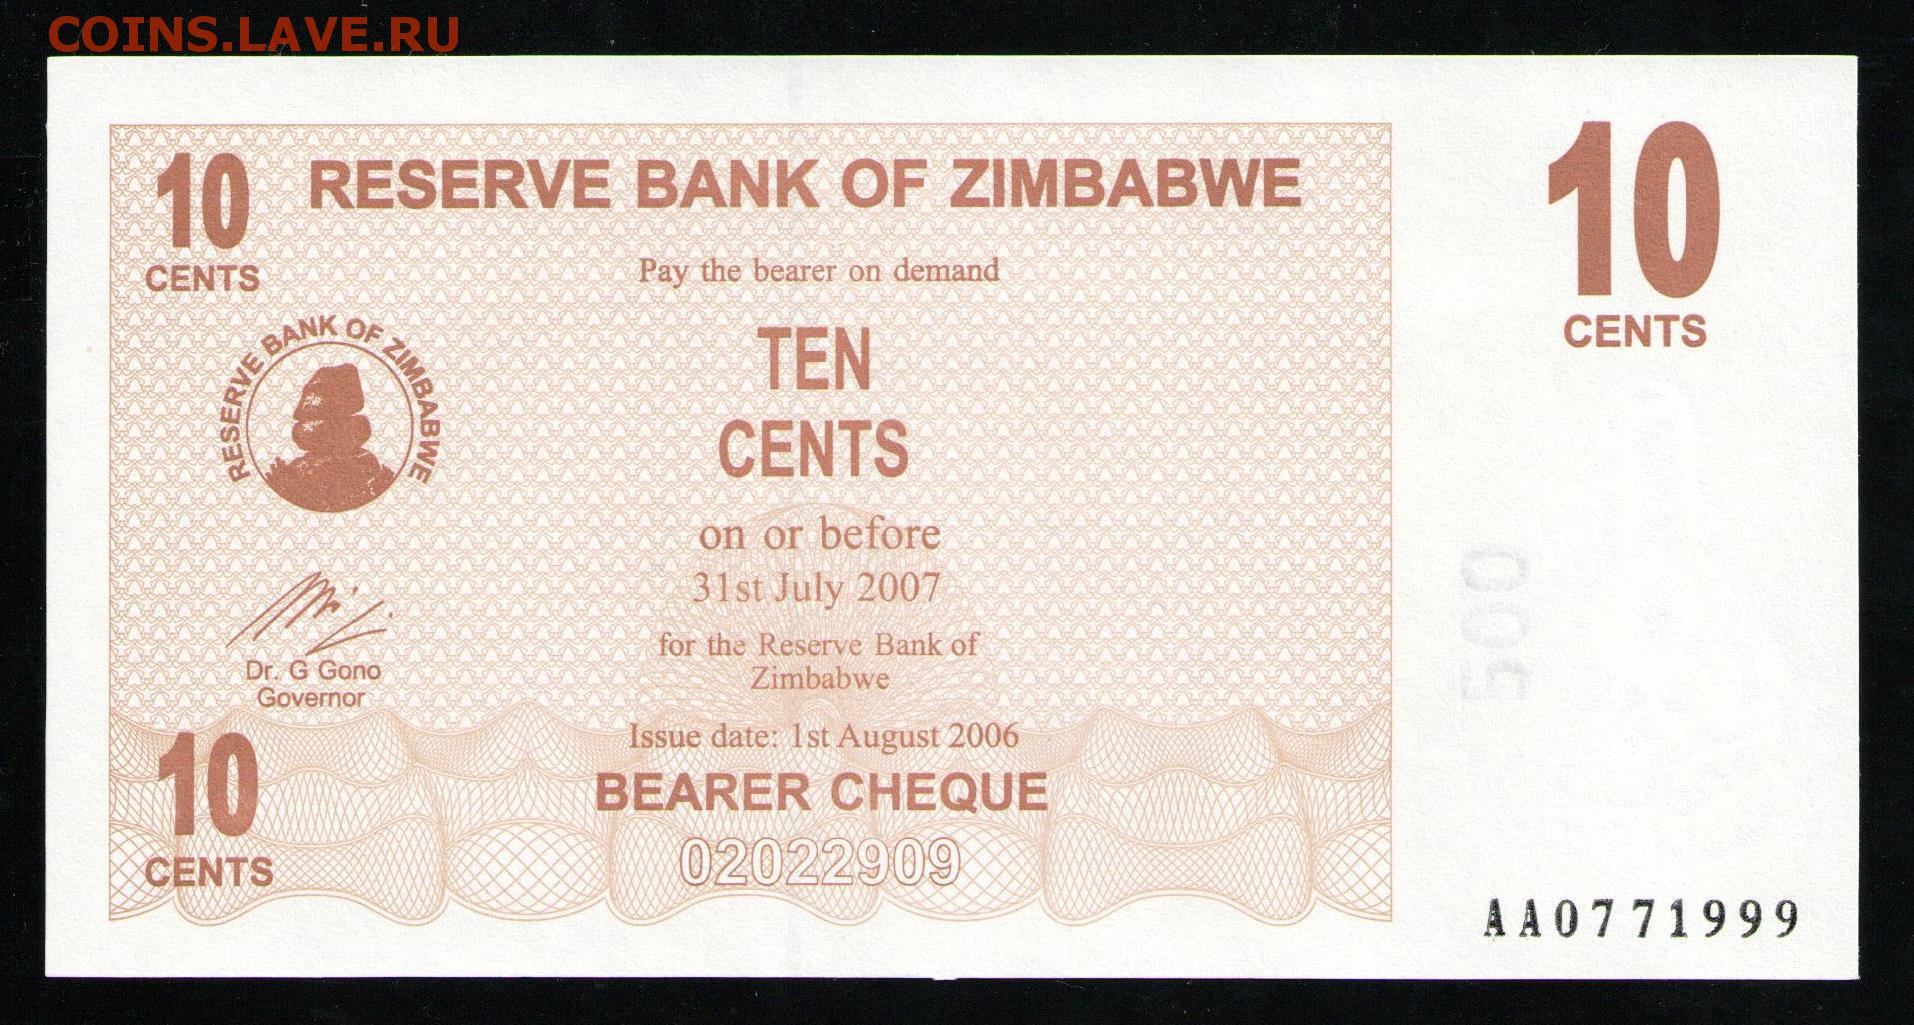 COINS.LAVE.RU
10
CENTS
RESERVE BANK OF ZIMBABWE
Pay the bearer on demand
TEN
CENTS
on or before
31st July 2007
for the Reserve Bank of
Zimbabwe
Issue date: 1st August 2006
BEARER CHEQUE
02022909
RESERVE BANK OF ZIMBABWE
Dr. G Gono
Governor
10
CENTS
10
CENTS
500
AA0771999